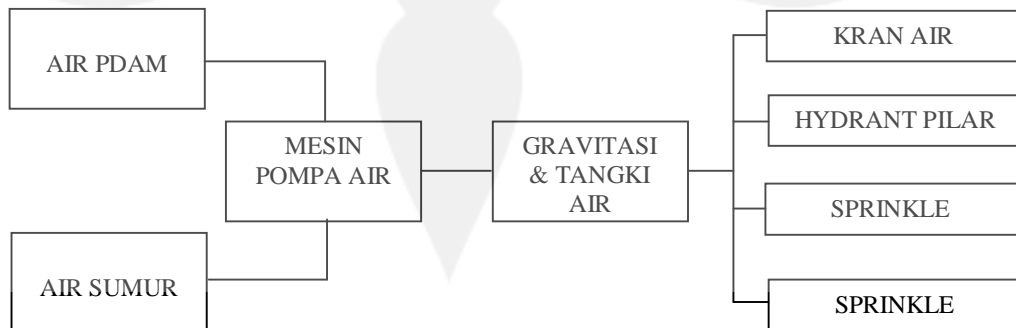 AIR PDAM
AIR SUMUR
MESIN
POMPA AIR
GRAVITASI
& TANGKI
AIR
KRAN AIR
HYDRANT PILAR
SPRINKLE
SPRINKLE